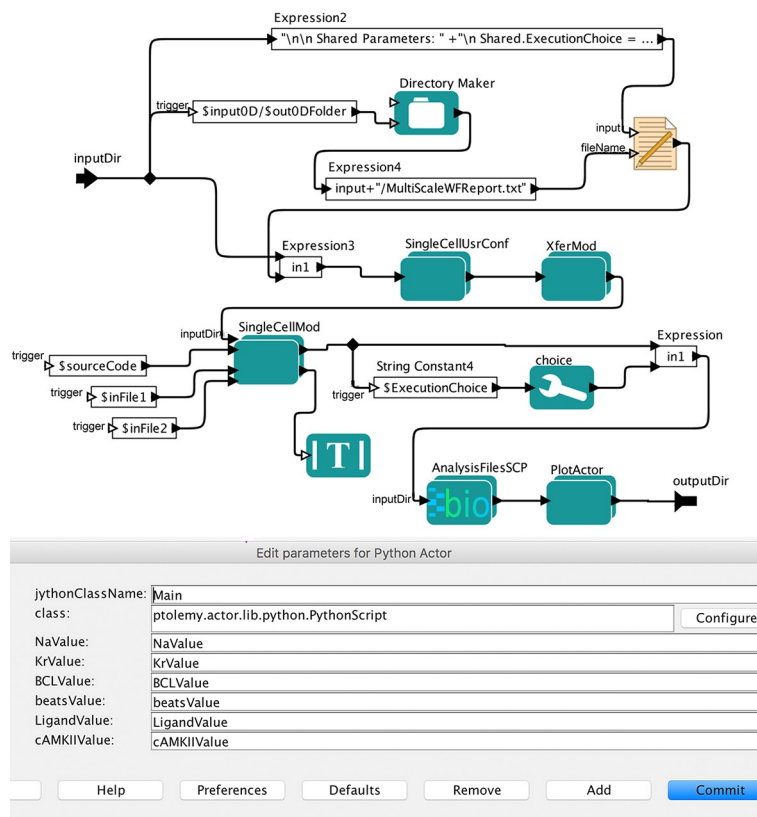 Expression2
"\n\n Shared Parameters: " +"\n Shared.ExecutionChoice = ...
Directory Maker
trigger
$input0D/$out0DFolder
input
fileName
inputDir
Expression4
input+"/MultiScaleWFReport.txt"
Expression3
in1
SingleCellUsrConf
XferMod
inputDir
SingleCellMod
trigger
$sourceCode
trigger
$inFile1
trigger
$inFile2
String Constant4
trigger
$ExecutionChoice
choice
Expression
in1
T
AnalysisFilesSCP
inputDir
bio
PlotActor
outputDir
Edit parameters for Python Actor
jythonClassName: Main
class: ptolemy.actor.lib.python.PythonScript Configure
NaValue: NaValue
KrValue: KrValue
BCLValue: BCLValue
beatsValue: beatsValue
LigandValue: LigandValue
cAMKIIValue: cAMKIIValue
Help Preferences Defaults Remove Add Commit